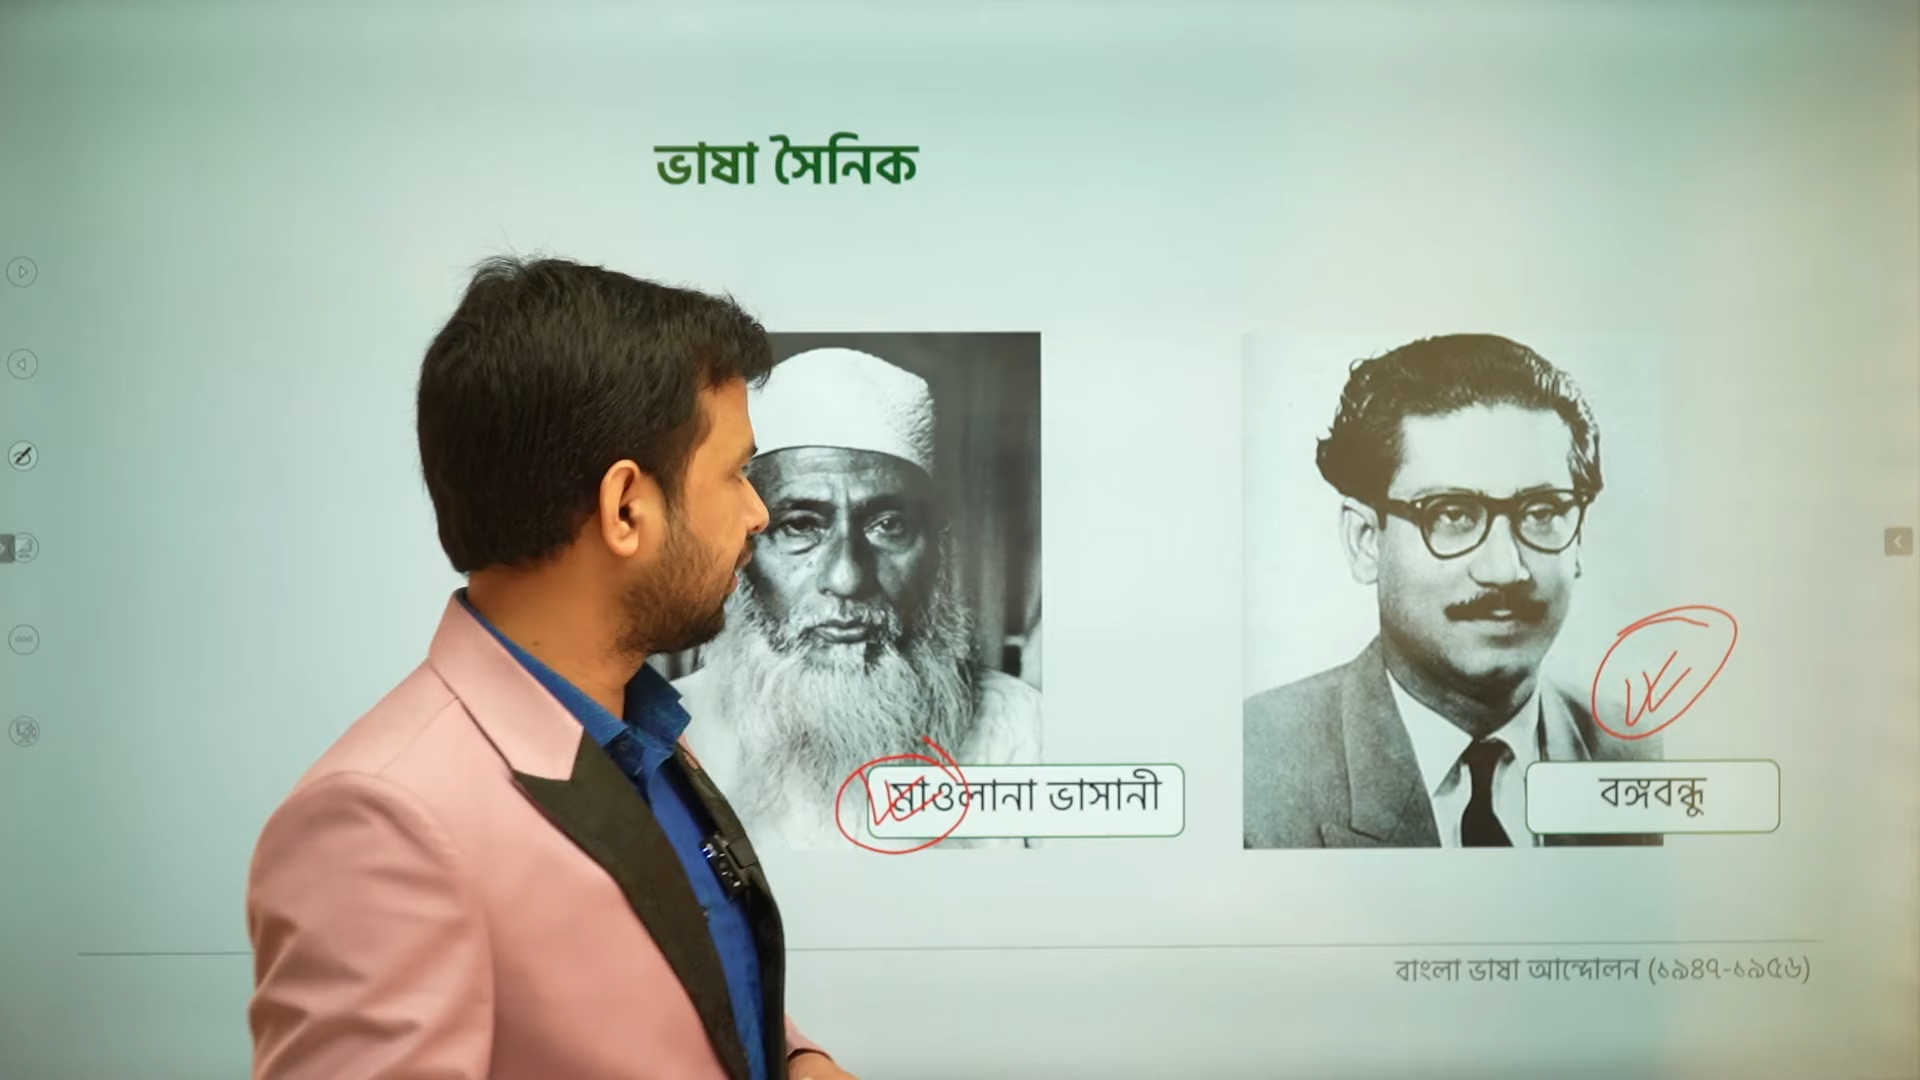 ভাষা সৈনিক
মাওলানা ভাসানী
বঙ্গবন্ধু
বাংলা ভাষা আন্দোলন (১৯৪৭-১৯৫৬)